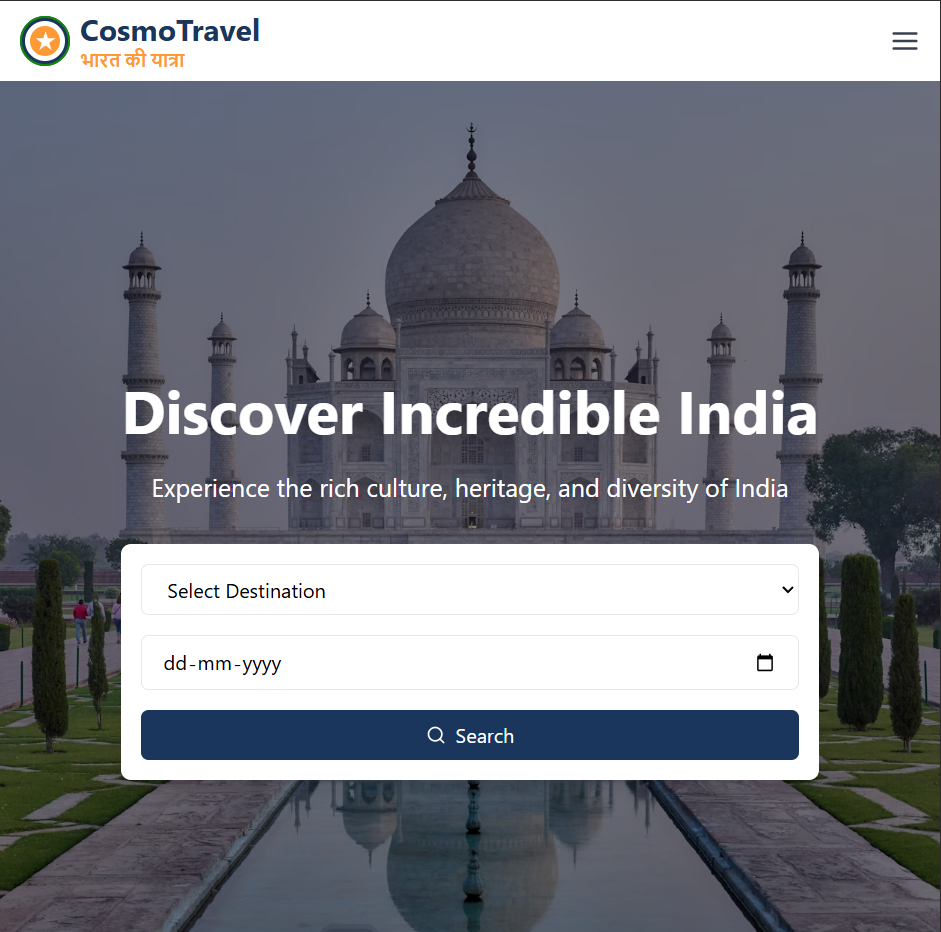 CosmoTravel
भारत की यात्रा
Discover Incredible India
Experience the rich culture, heritage, and diversity of India
Select Destination
dd-mm-yyyy
Search